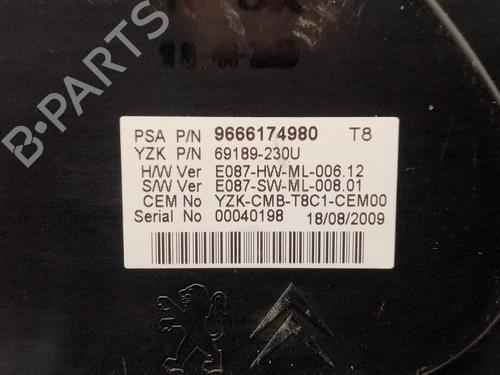 PSA P/N 9666174980 T8
YZK P/N 69189-230U
H/W Ver E087-HW-ML-006.12
S/W Ver E087-SW-ML-008.01
CEM No YZK-CMB-T8C1-CEM00
Serial No 00040198 18/08/2009
B-PARTS